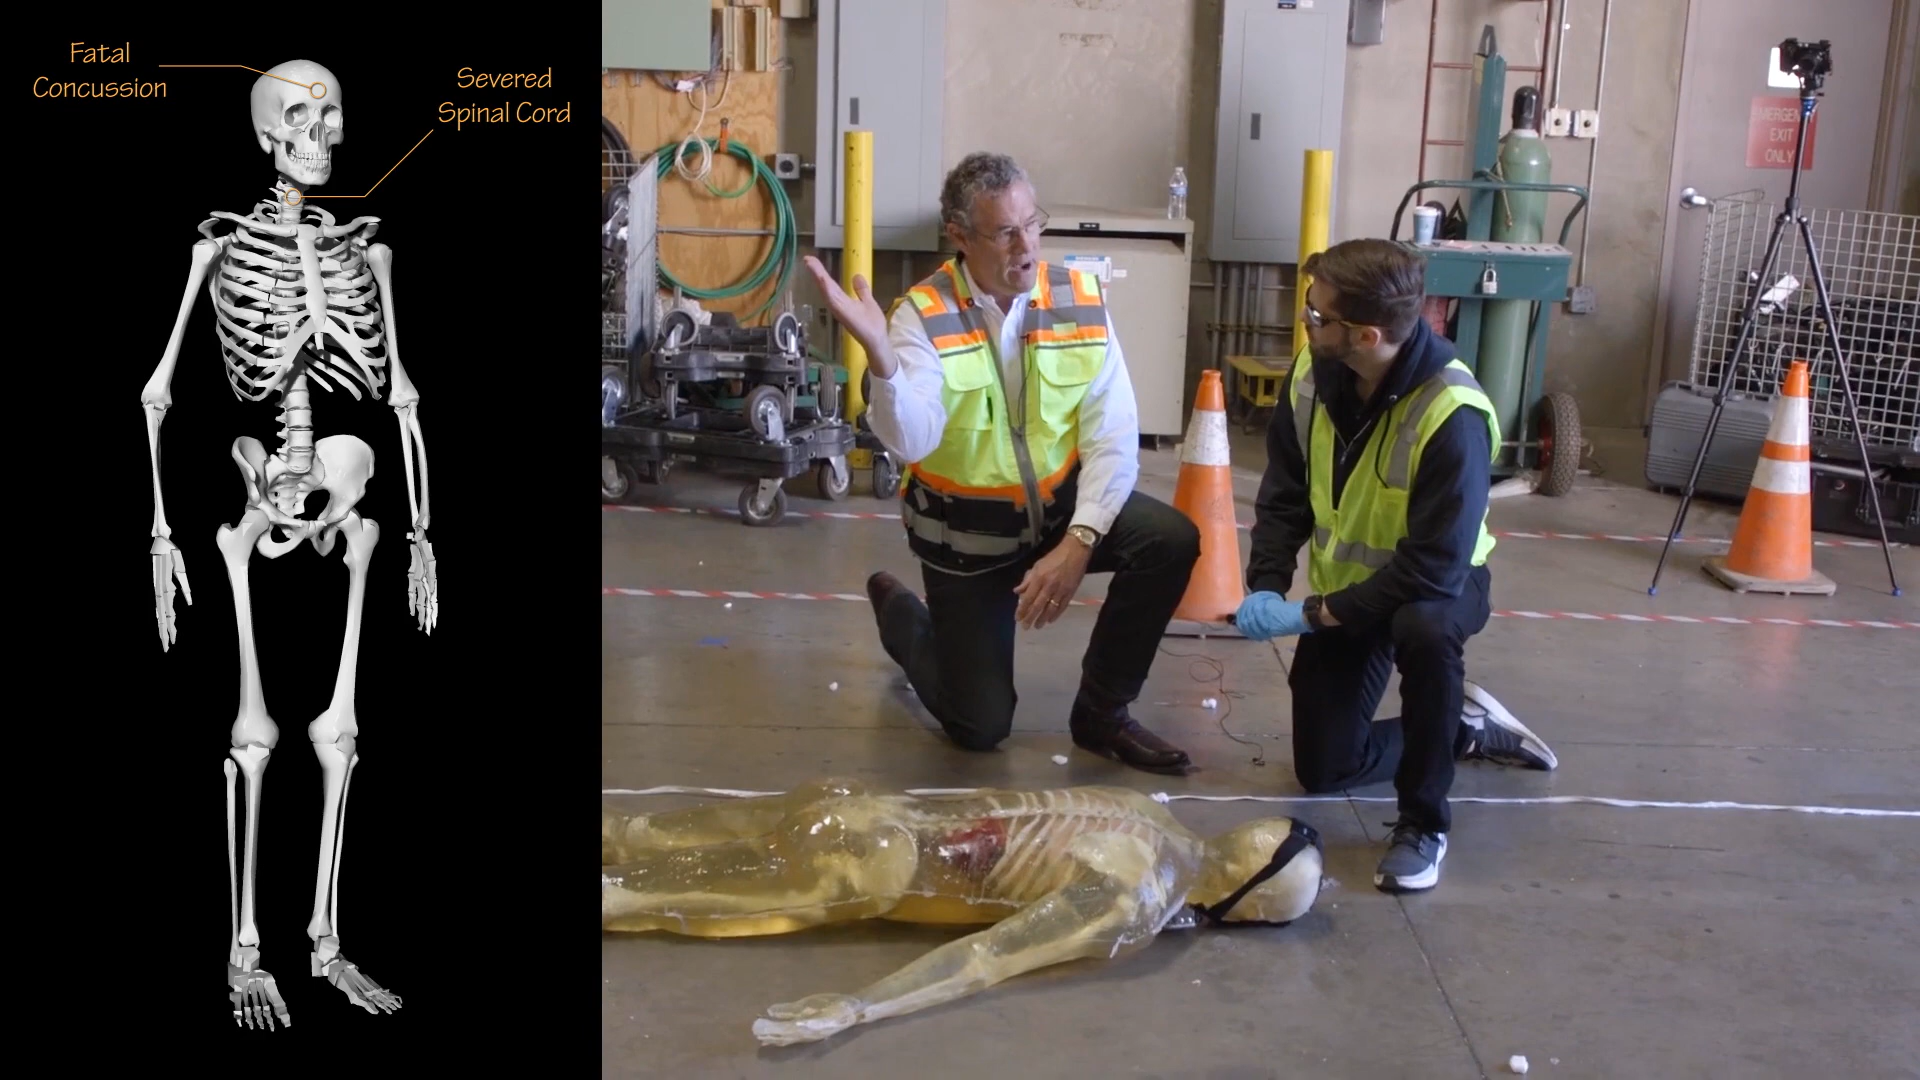 Fatal
Concussion
Severed
Spinal Cord
EMERGENCY
EXIT
ONLY